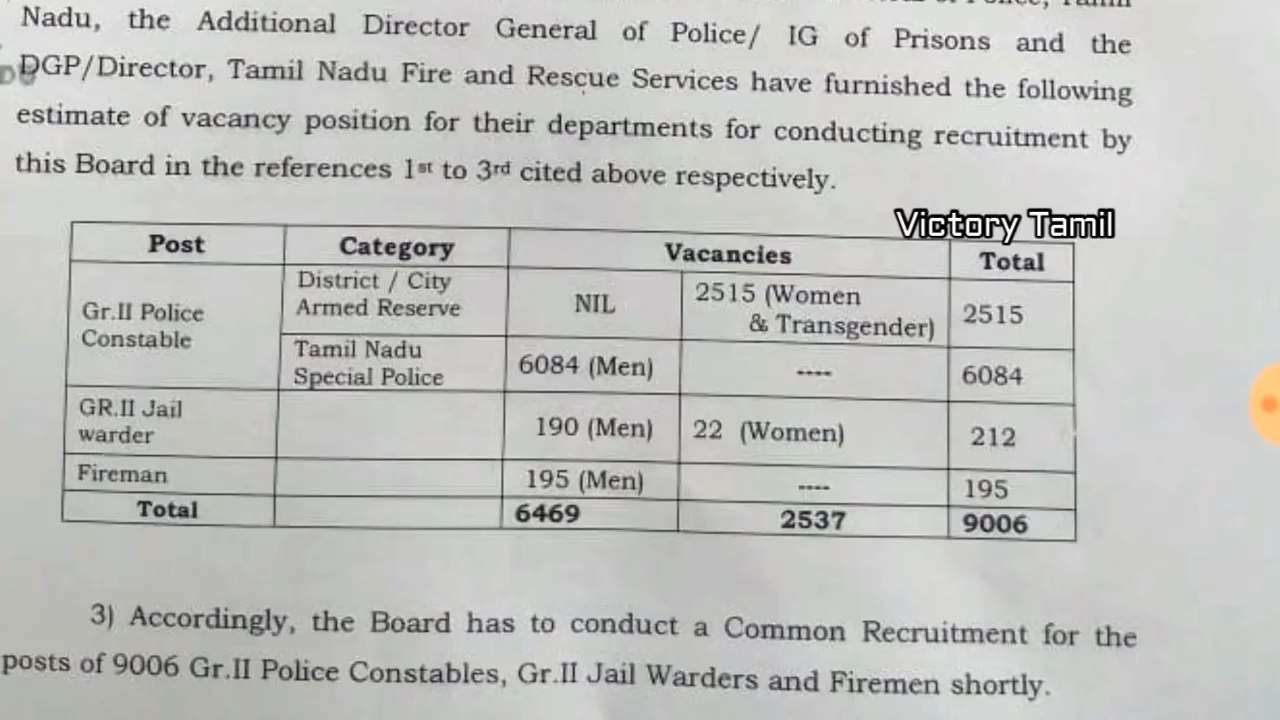 Nadu, the Additional Director General of Police/ IG of Prisons and the
DGP/Director, Tamil Nadu Fire and Rescue Services have furnished the following
estimate of vacancy position for their departments for conducting recruitment by
this Board in the references 1st to 3rd cited above respectively.
Victory Tamil
Post Category Vacancies Total
Gr.II Police
Constable
District / City
Armed Reserve
NIL
2515 (Women
& Transgender)
2515
Tamil Nadu
Special Police
6084 (Men)
----
6084
GR.II Jail
warder
190 (Men)
22 (Women)
212
Fireman
195 (Men)
----
195
Total 6469 2537 9006
3) Accordingly, the Board has to conduct a Common Recruitment for the
posts of 9006 Gr.II Police Constables, Gr.II Jail Warders and Firemen shortly.